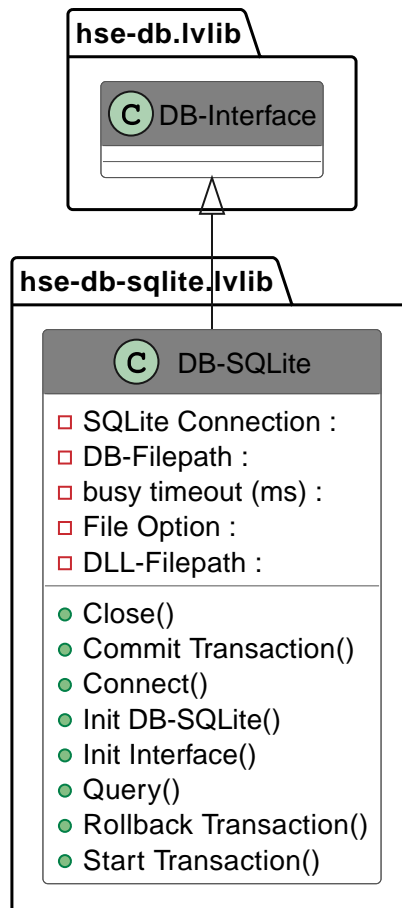 hse-db.lvlib
C DB-Interface
hse-db-sqlite.lvlib
C DB-SQLite
SQLite Connection :
DB-Filepath :
busy timeout (ms) :
File Option :
DLL-Filepath :
Close()
Commit Transaction()
Connect()
Init DB-SQLite()
Init Interface()
Query()
Rollback Transaction()
Start Transaction()